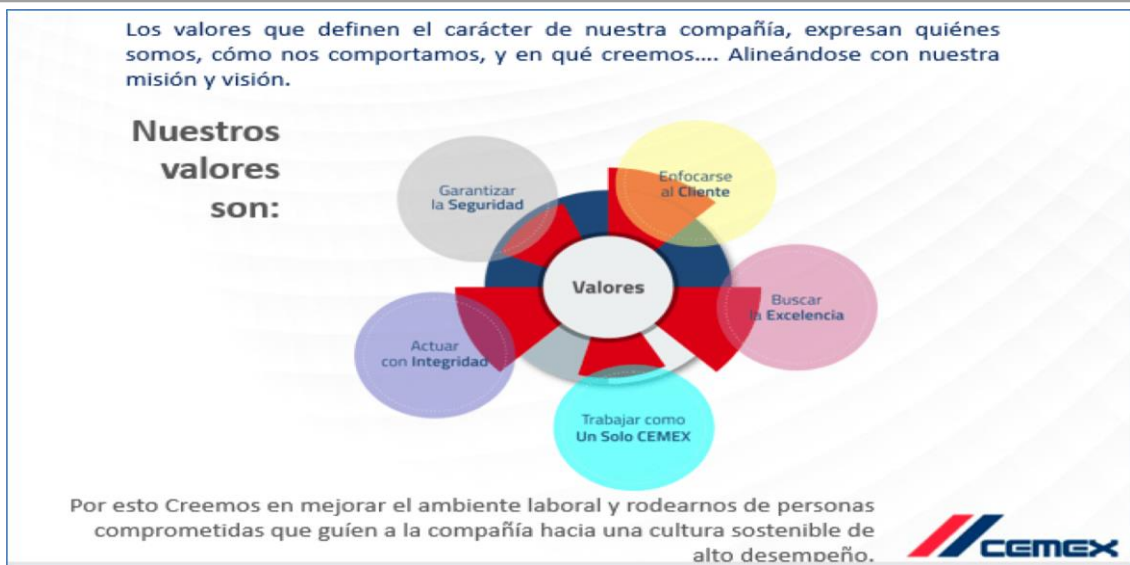 Los valores que definen el carácter de nuestra compañía, expresan quiénes
somos, cómo nos comportamos, y en qué creemos.... Alineándose con nuestra
misión y visión.
Nuestros
valores
son:
Garantizar
la Seguridad
Enfocarse
al Cliente
Valores
Buscar
la Excelencia
Actuar
con Integridad
Trabajar como
Un Solo CEMEX
Por esto Creemos en mejorar el ambiente laboral y rodearnos de personas
comprometidas que guíen a la compañía hacia una cultura sostenible de
alto desempeño.
CEMEX